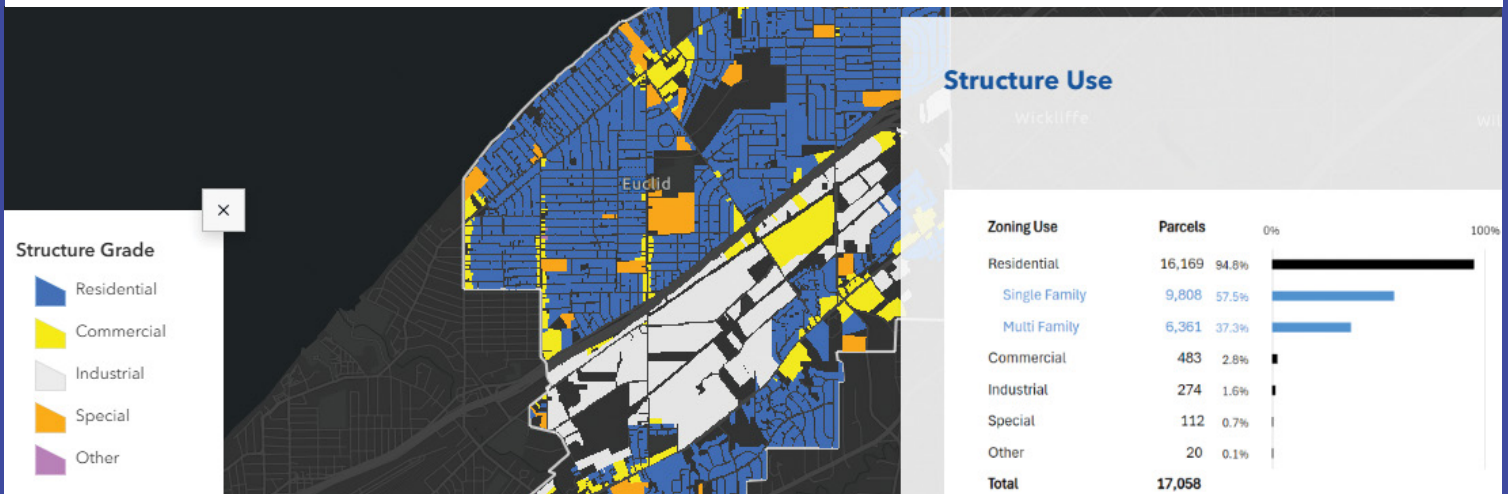 Structure Use
Wickliffe
Euclid
×
Structure Grade
Residential
Commercial
Industrial
Special
Other
Zoning Use Parcels 0% 100%
Residential 16,169 94.8%
Single Family 9,808 57.5%
Multi Family 6,361 37.3%
Commercial 483 2.8%
Industrial 274 1.6%
Special 112 0.7%
Other 20 0.1%
Total 17,058